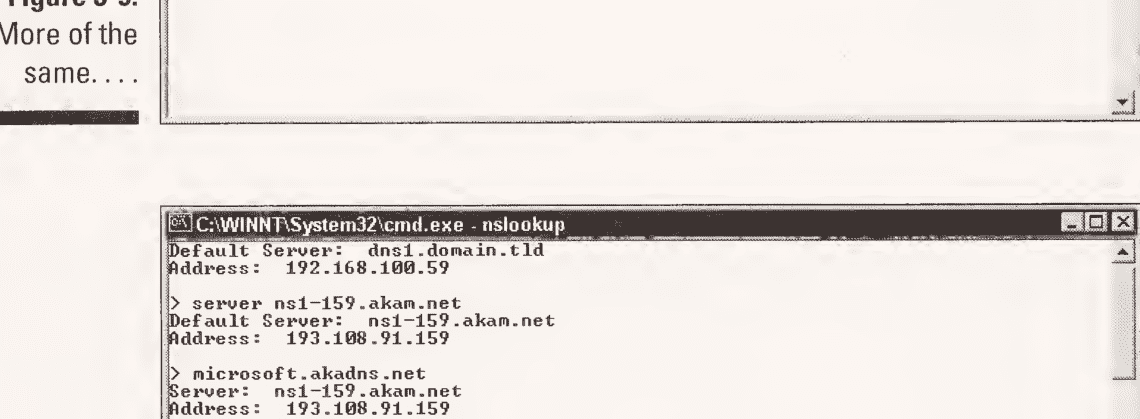 Figure 3-5:
More of the
same. . . .
C:\WINNT\System32\cmd.exe - nslookup
Default Server: dns1.domain.tld
Address: 192.168.100.59
> server ns1-159.akam.net
Default Server: ns1-159.akam.net
Address: 193.108.91.159
> microsoft.akadns.net
Server: ns1-159.akam.net
Address: 193.108.91.159